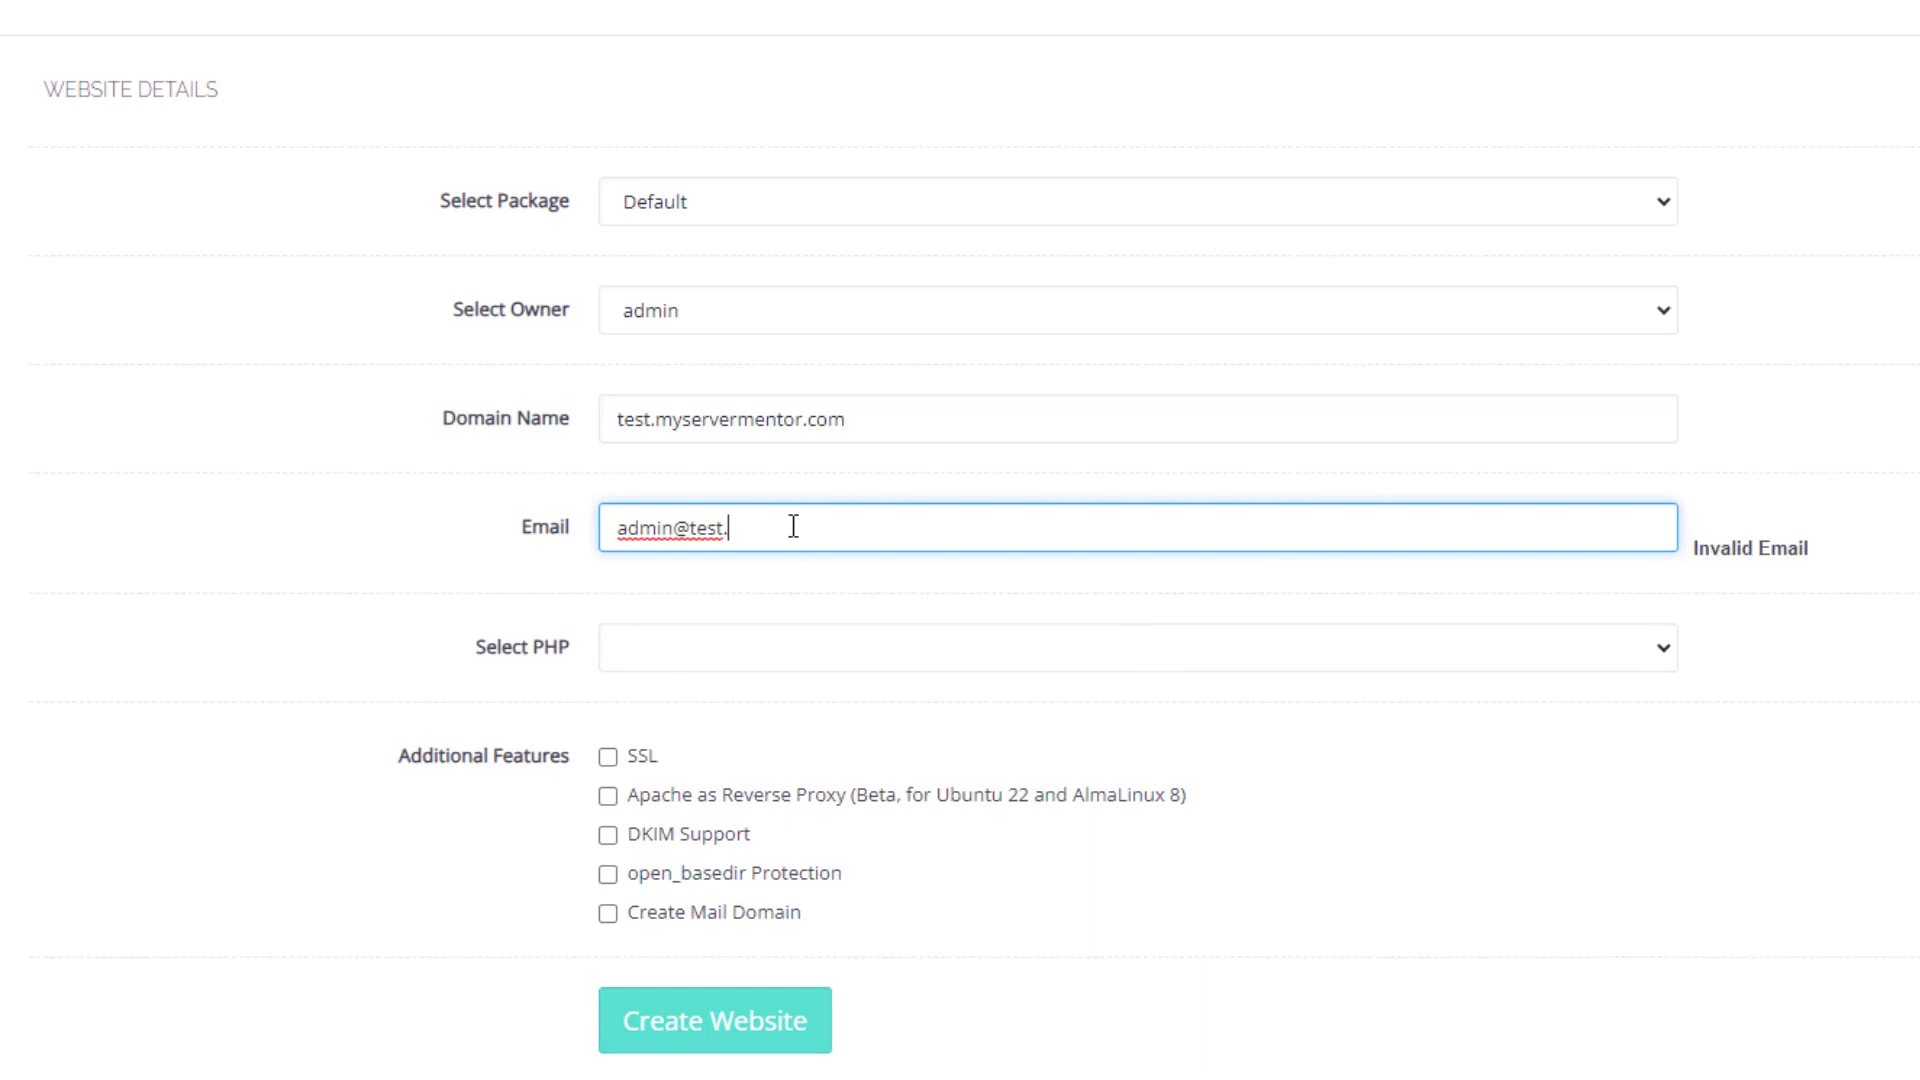 WEBSITE DETAILS
Select Package Default
Select Owner admin
Domain Name test.myservermentor.com
Email admin@test.
Invalid Email
Select PHP
Additional Features SSL
Apache as Reverse Proxy (Beta, for Ubuntu 22 and AlmaLinux 8)
DKIM Support
open_basedir Protection
Create Mail Domain
Create Website